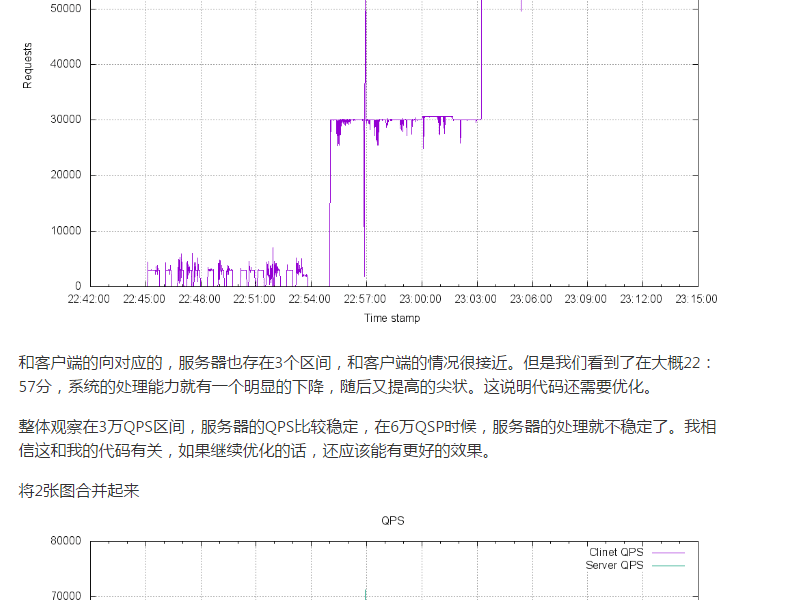 50000
40000
Requests
30000
20000
10000
0
22:42:00 22:45:00 22:48:00 22:51:00 22:54:00 22:57:00 23:00:00 23:03:00 23:06:00 23:09:00 23:12:00 23:15:00
Time stamp
和客户端的向对应的，服务器也存在3个区间，和客户端的情况很接近。但是我们看到了在大概22：
57分，系统的处理能力就有一个明显的下降，随后又提高的尖状。这说明代码还需要优化。
整体观察在3万QPS区间，服务器的QPS比较稳定，在6万QSP时候，服务器的处理就不稳定了。我相
信这和我的代码有关，如果继续优化的话，还应该能有更好的效果。
将2张图合并起来
QPS
80000
Clinet QPS
Server QPS
70000